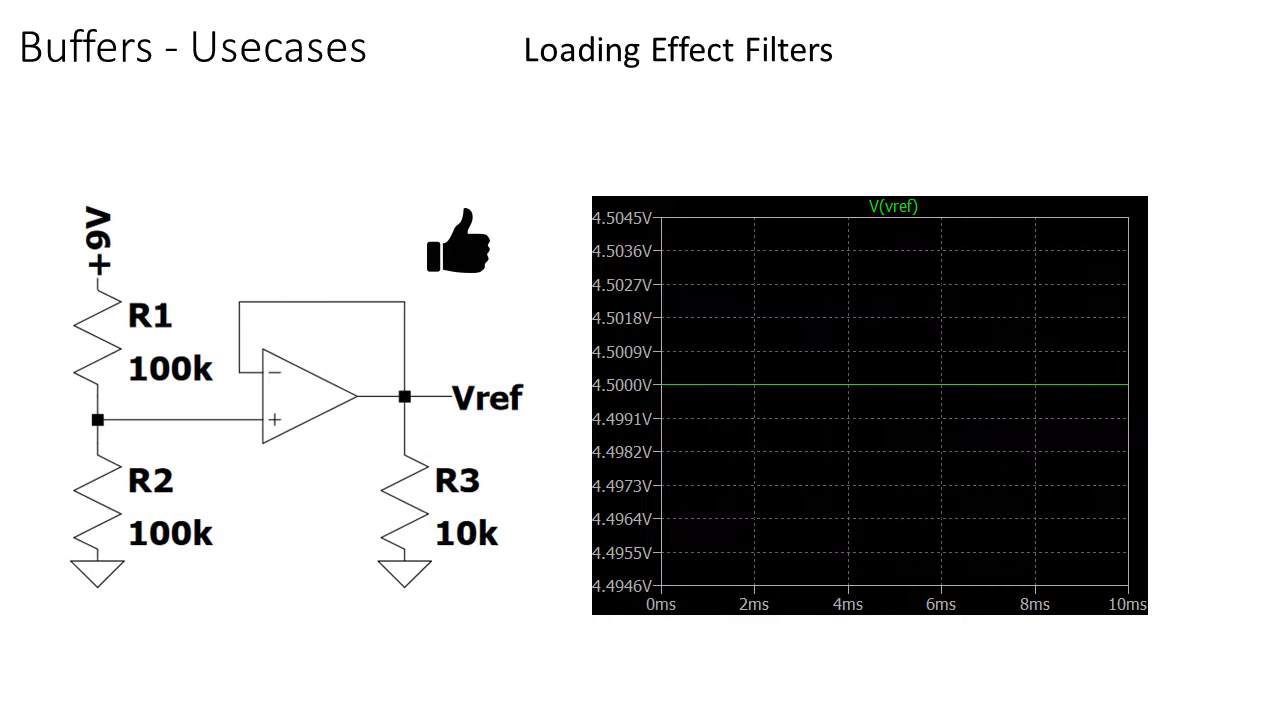 Buffers - Usecases
Loading Effect Filters
+9V
R1
100k
R2
100k
−
+
Vref
R3
10k
V(vref)
4.5045V
4.5036V
4.5027V
4.5018V
4.5009V
4.5000V
4.4991V
4.4982V
4.4973V
4.4964V
4.4955V
4.4946V
0ms 2ms 4ms 6ms 8ms 10ms